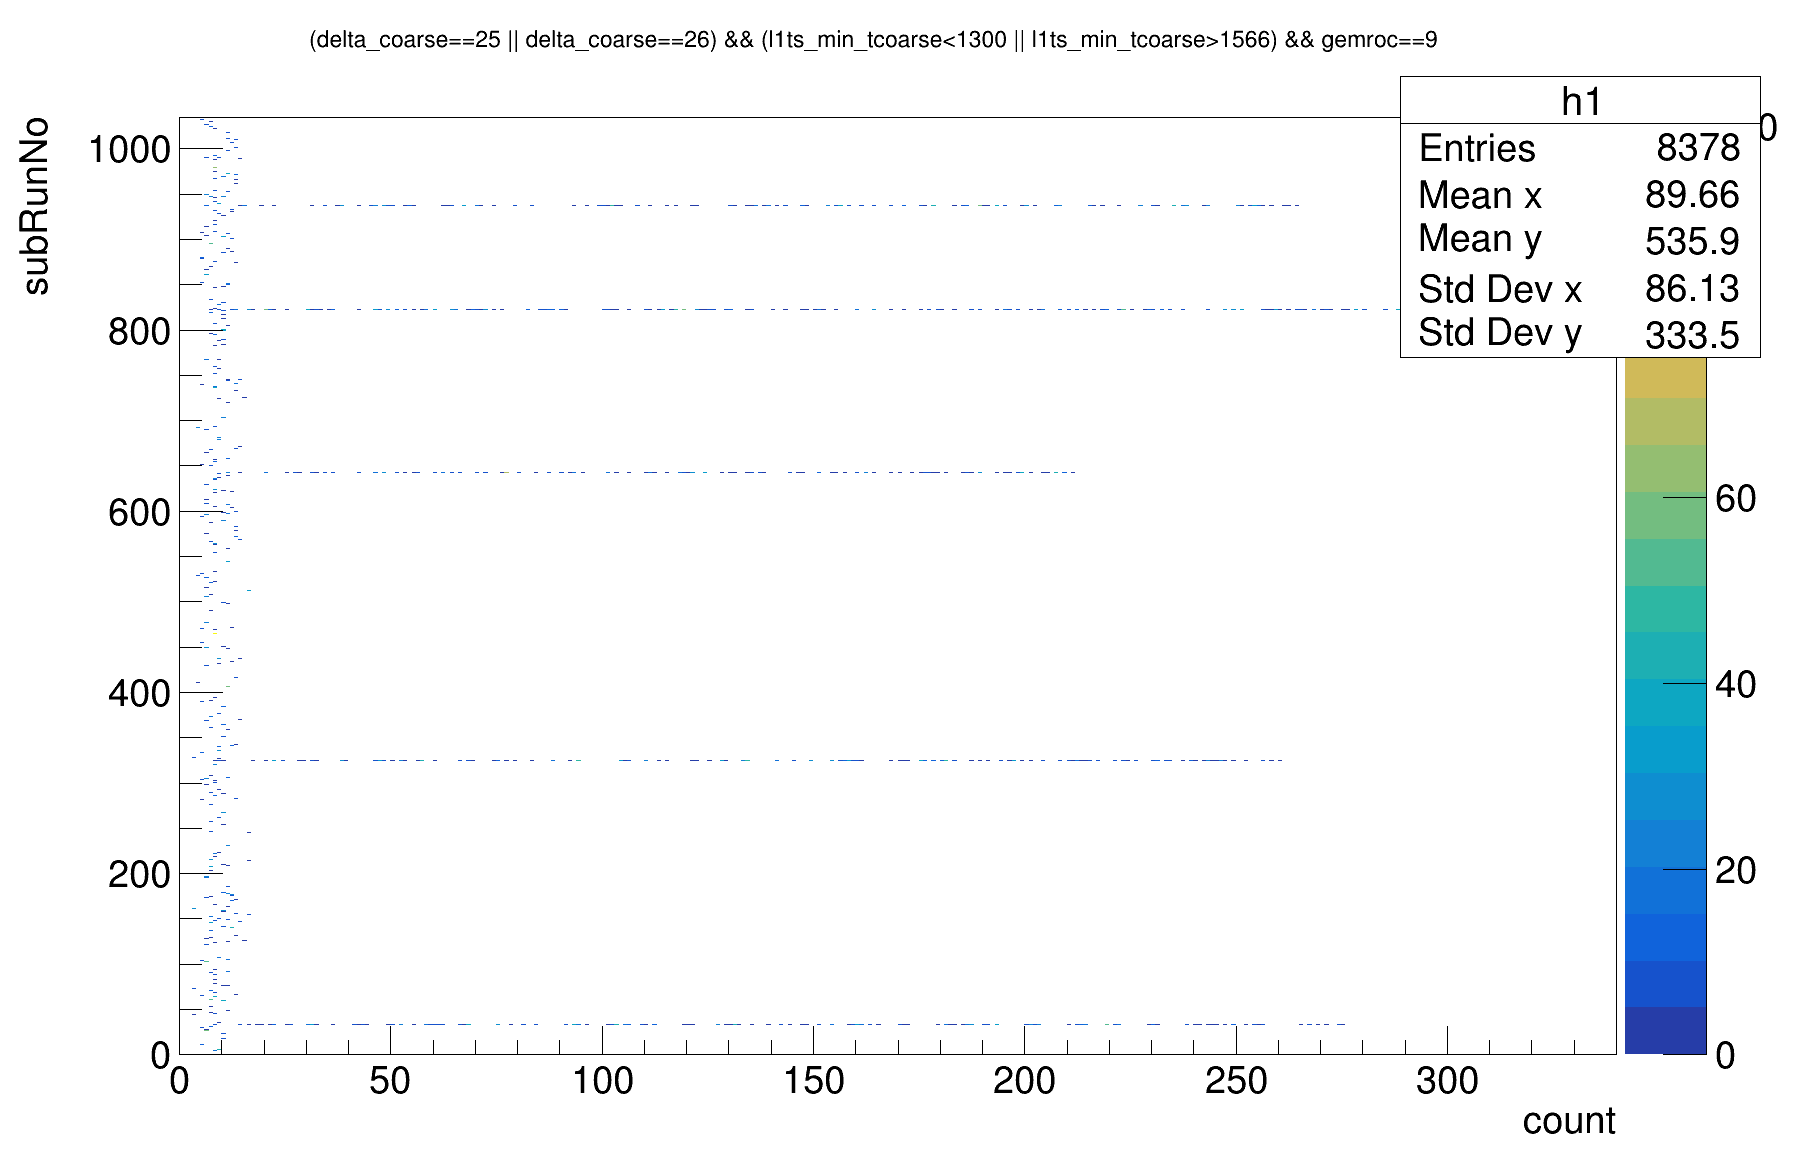 (delta_coarse==25 || delta_coarse==26) && (l1ts_min_tcoarse<1300 || l1ts_min_tcoarse>1566) && gemroc==9
h1
Entries 8378
Mean x 89.66
Mean y 535.9
Std Dev x 86.13
Std Dev y 333.5
subRunNo
1000
800
600
400
200
0
0 50 100 150 200 250 300
count
0
60
40
20
0